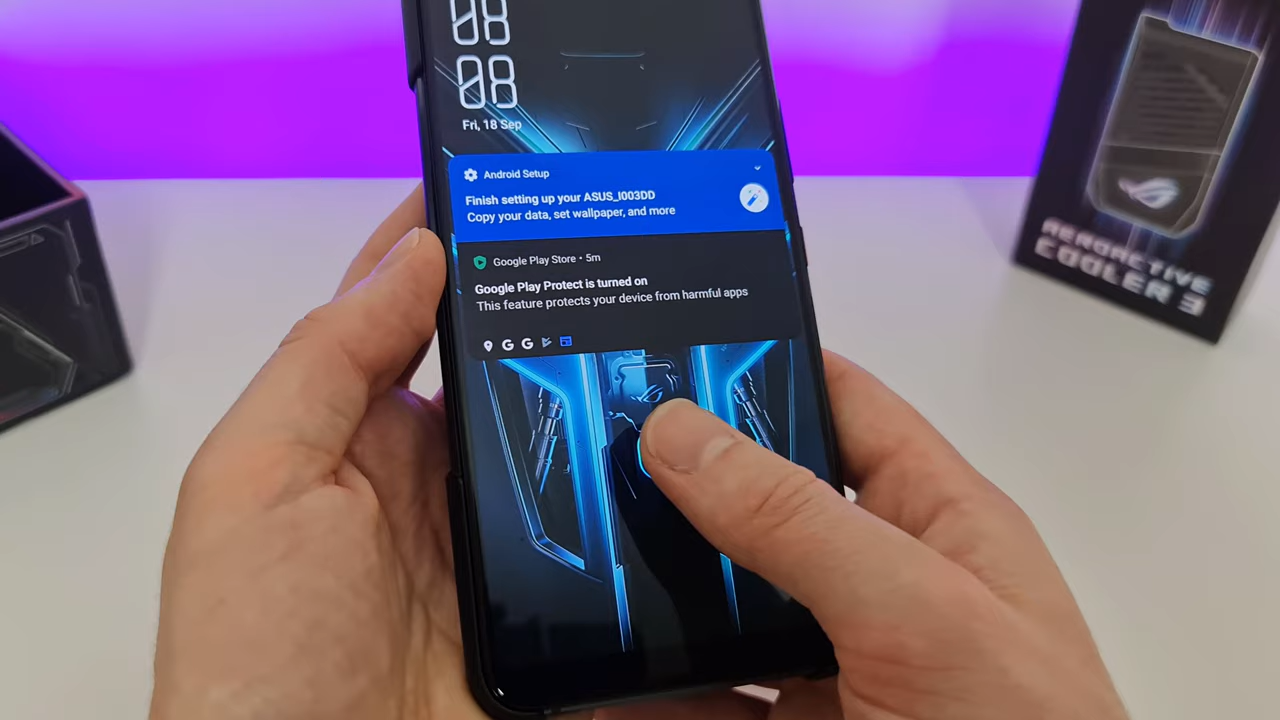 08
08
Fri, 18 Sep
Android Setup
Finish setting up your ASUS_I003DD
Copy your data, set wallpaper, and more
Google Play Store • 5m
Google Play Protect is turned on
This feature protects your device from harmful apps
AEROACTIVE
COOLER 3